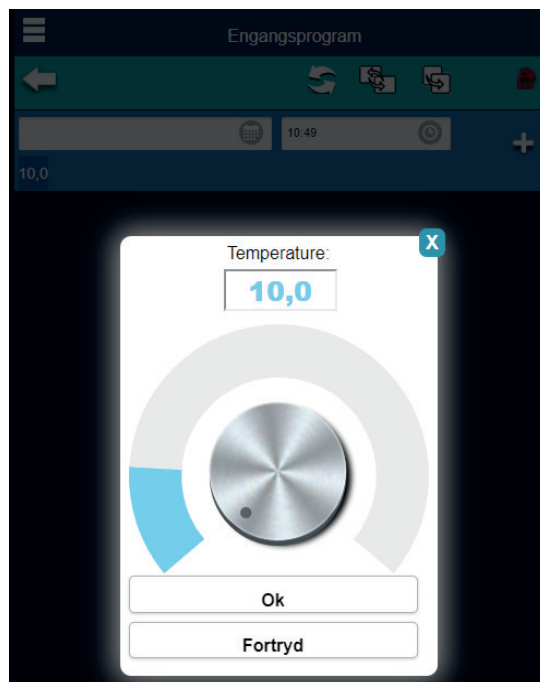 Engangsprogram
10:49
10,0
X
Temperature:
10,0
Ok
Fortryd